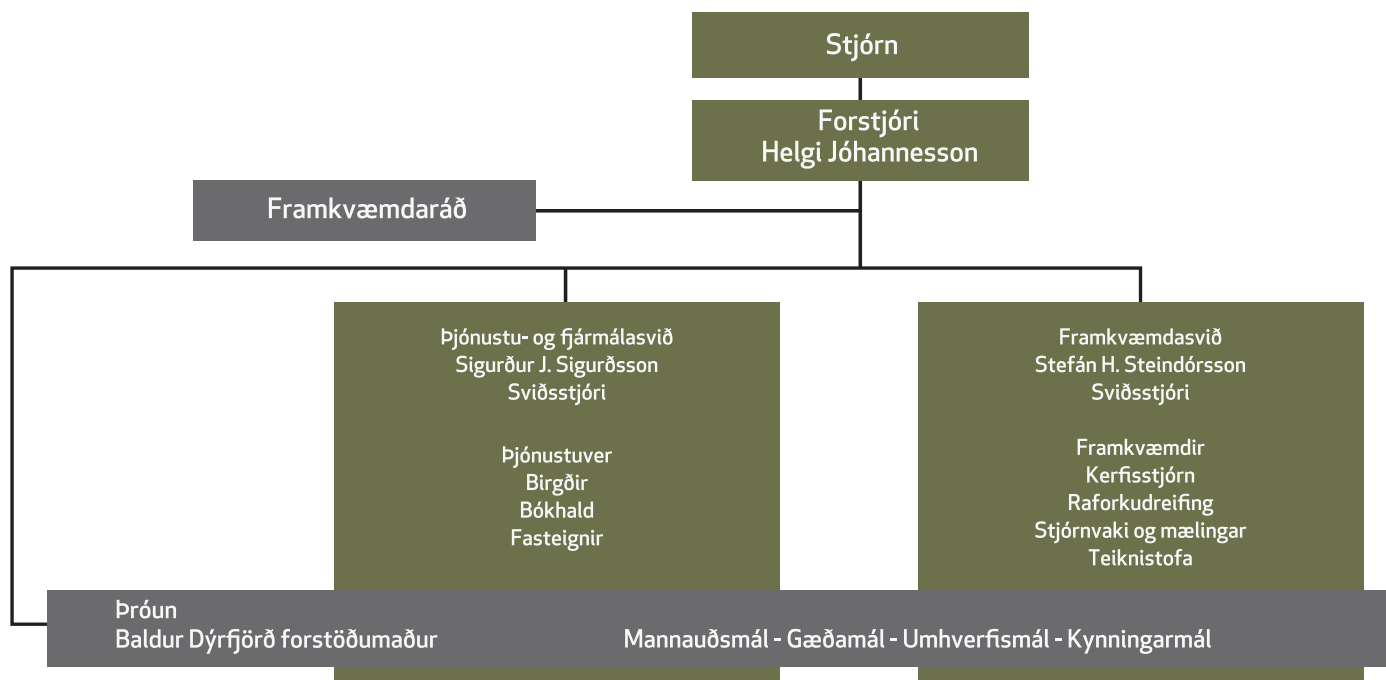 Stjórn
Forstjóri
Helgi Jóhannesson
Framkvæmdaráð
Þjónustu- og fjármálasvið
Sigurður J. Sigurðsson
Sviðsstjóri
Þjónustuver
Birgðir
Bókhald
Fasteignir
Framkvæmdasvið
Stefán H. Steindórsson
Sviðsstjóri
Framkvæmdir
Kerfisstjórn
Raforkudreifing
Stjórnvaki og mælingar
Teiknistofa
Þróun
Baldur Dýrfjörð forstöðumaður
Mannauðsmál - Gæðamál - Umhverfismál - Kynningarmál